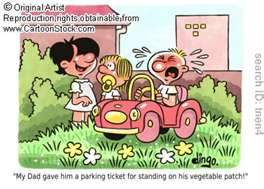 © Original Artist
Reproduction rights obtainable from
www.CartoonStock.com
search ID: tnen4
dingo.
"My Dad gave him a parking ticket for standing on his vegetable patch!"